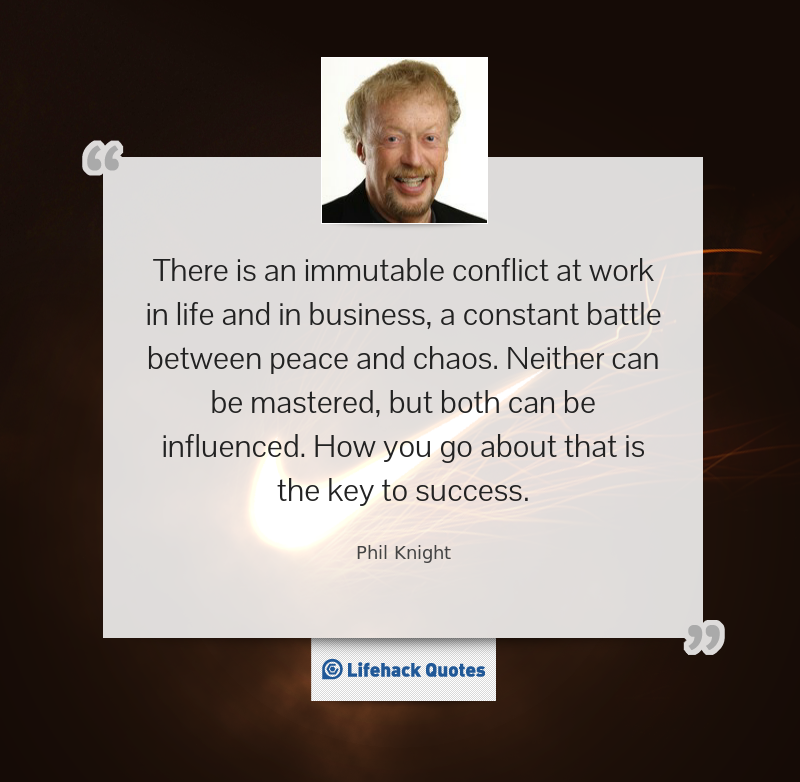 There is an immutable conflict at work
in life and in business, a constant battle
between peace and chaos. Neither can
be mastered, but both can be
influenced. How you go about that is
the key to success.
Phil Knight
Lifehack Quotes